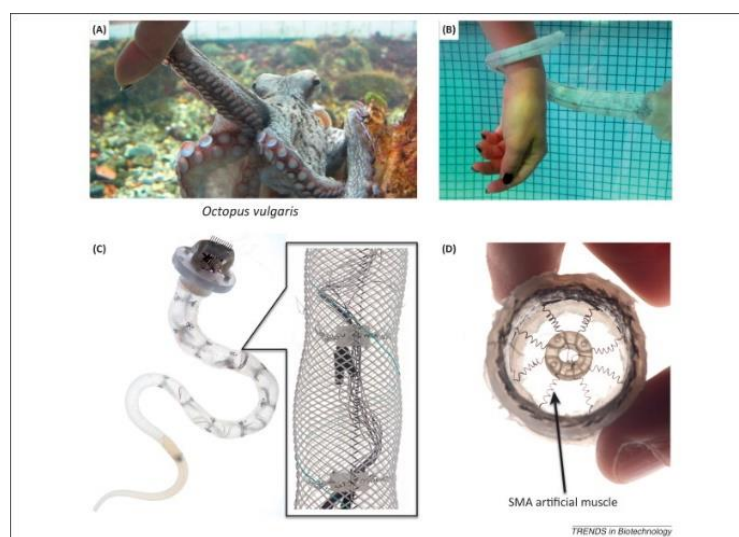 (A)
(B)
Octopus vulgaris
(C)
(D)
SMA artificial muscle
TRENDS in Biotechnology